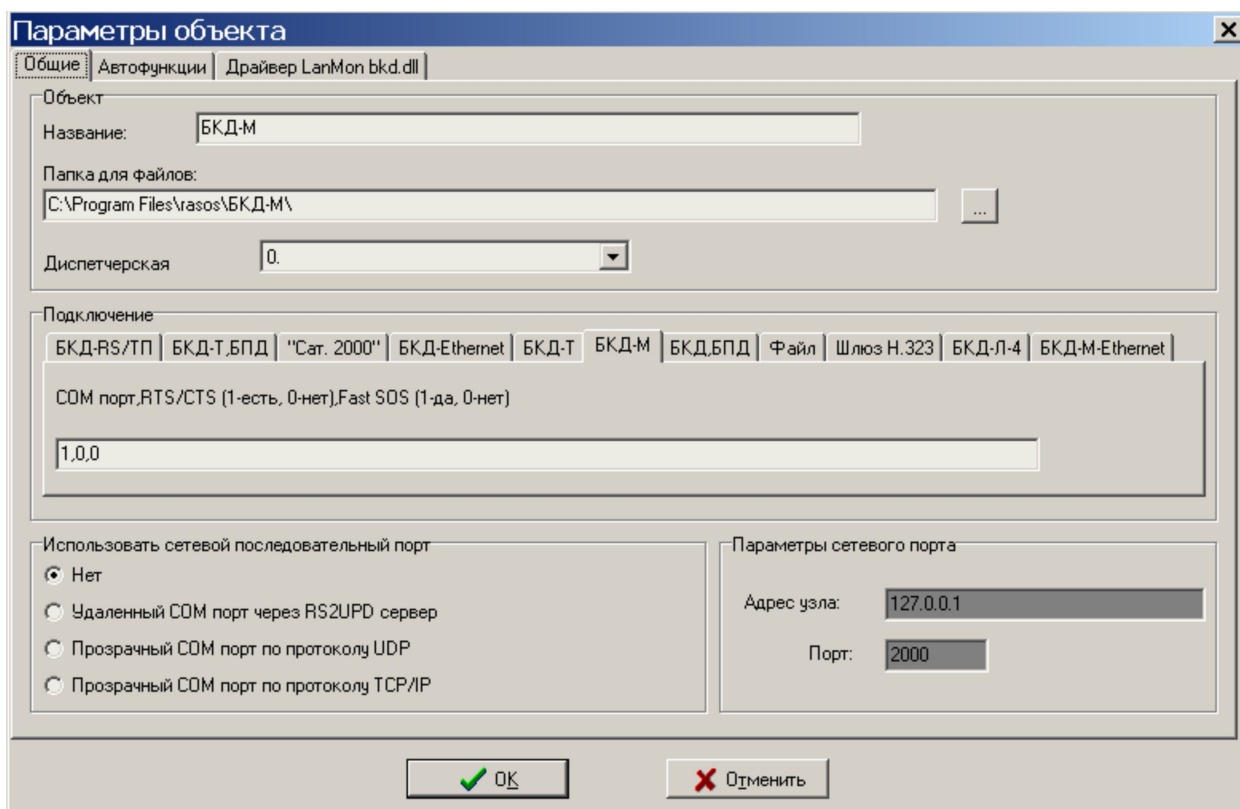 Параметры объекта
Общие Автофункции Драйвер LanMon bkd.dll
Объект
Название: БКД-М
Папка для файлов:
C:\Program Files\rasos\БКД-М\ ...
Диспетчерская 0.
Подключение
БКД-RS/ТП БКД-Т,БПД "Сат. 2000" БКД-Ethernet БКД-Т БКД-М БКД,БПД Файл Шлюз H.323 БКД-Л-4 БКД-М-Ethernet
COM порт,RTS/CTS (1-есть, 0-нет),Fast SOS (1-да, 0-нет)
1,0,0
Использовать сетевой последовательный порт Параметры сетевого порта
Нет
Адрес узла: 127.0.0.1
Удаленный COM порт через RS2UPD сервер
Прозрачный COM порт по протоколу UDP
Порт: 2000
Прозрачный COM порт по протоколу TCP/IP
OK Отменить